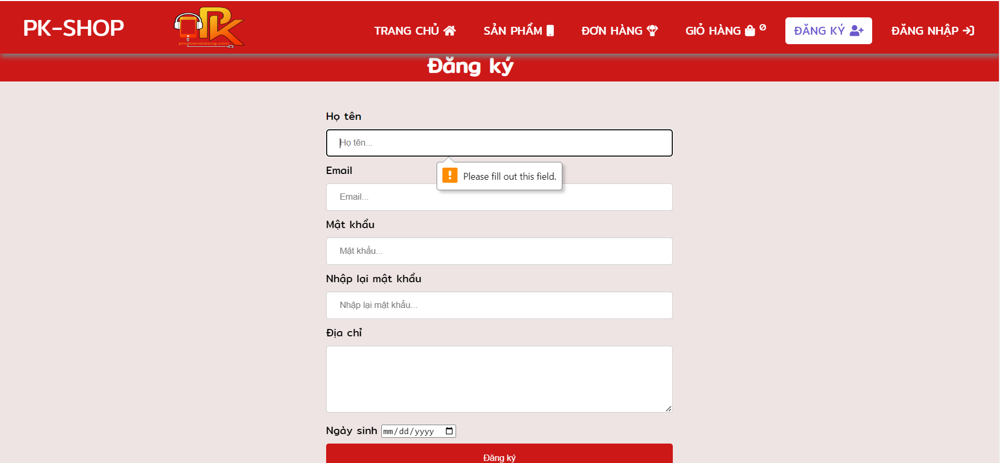 PK-SHOP
PK
phukiendidong.com
TRANG CHỦ
SẢN PHẨM
ĐƠN HÀNG
GIỎ HÀNG 0
ĐĂNG KÝ
ĐĂNG NHẬP
Đăng ký
Họ tên
Họ tên...
Please fill out this field.
Email
Email...
Mật khẩu
Mật khẩu...
Nhập lại mật khẩu
Nhập lại mật khẩu...
Địa chỉ
Ngày sinh mm/dd/yyyy
Đăng ký